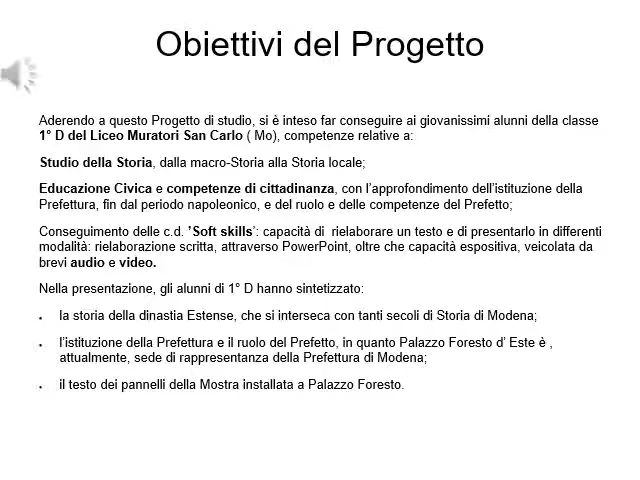 Obiettivi del Progetto
Aderendo a questo Progetto di studio, si è inteso far conseguire ai giovanissimi alunni della classe
1° D del Liceo Muratori San Carlo ( Mo), competenze relative a:
Studio della Storia, dalla macro-Storia alla Storia locale;
Educazione Civica e competenze di cittadinanza, con l’approfondimento dell’istituzione della
Prefettura, fin dal periodo napoleonico, e del ruolo e delle competenze del Prefetto;
Conseguimento delle c.d. ’Soft skills’: capacità di rielaborare un testo e di presentarlo in differenti
modalità: rielaborazione scritta, attraverso PowerPoint, oltre che capacità espositiva, veicolata da
brevi audio e video.
Nella presentazione, gli alunni di 1° D hanno sintetizzato:
• la storia della dinastia Estense, che si interseca con tanti secoli di Storia di Modena;
• l’istituzione della Prefettura e il ruolo del Prefetto, in quanto Palazzo Foresto d’ Este è ,
attualmente, sede di rappresentanza della Prefettura di Modena;
• il testo dei pannelli della Mostra installata a Palazzo Foresto.